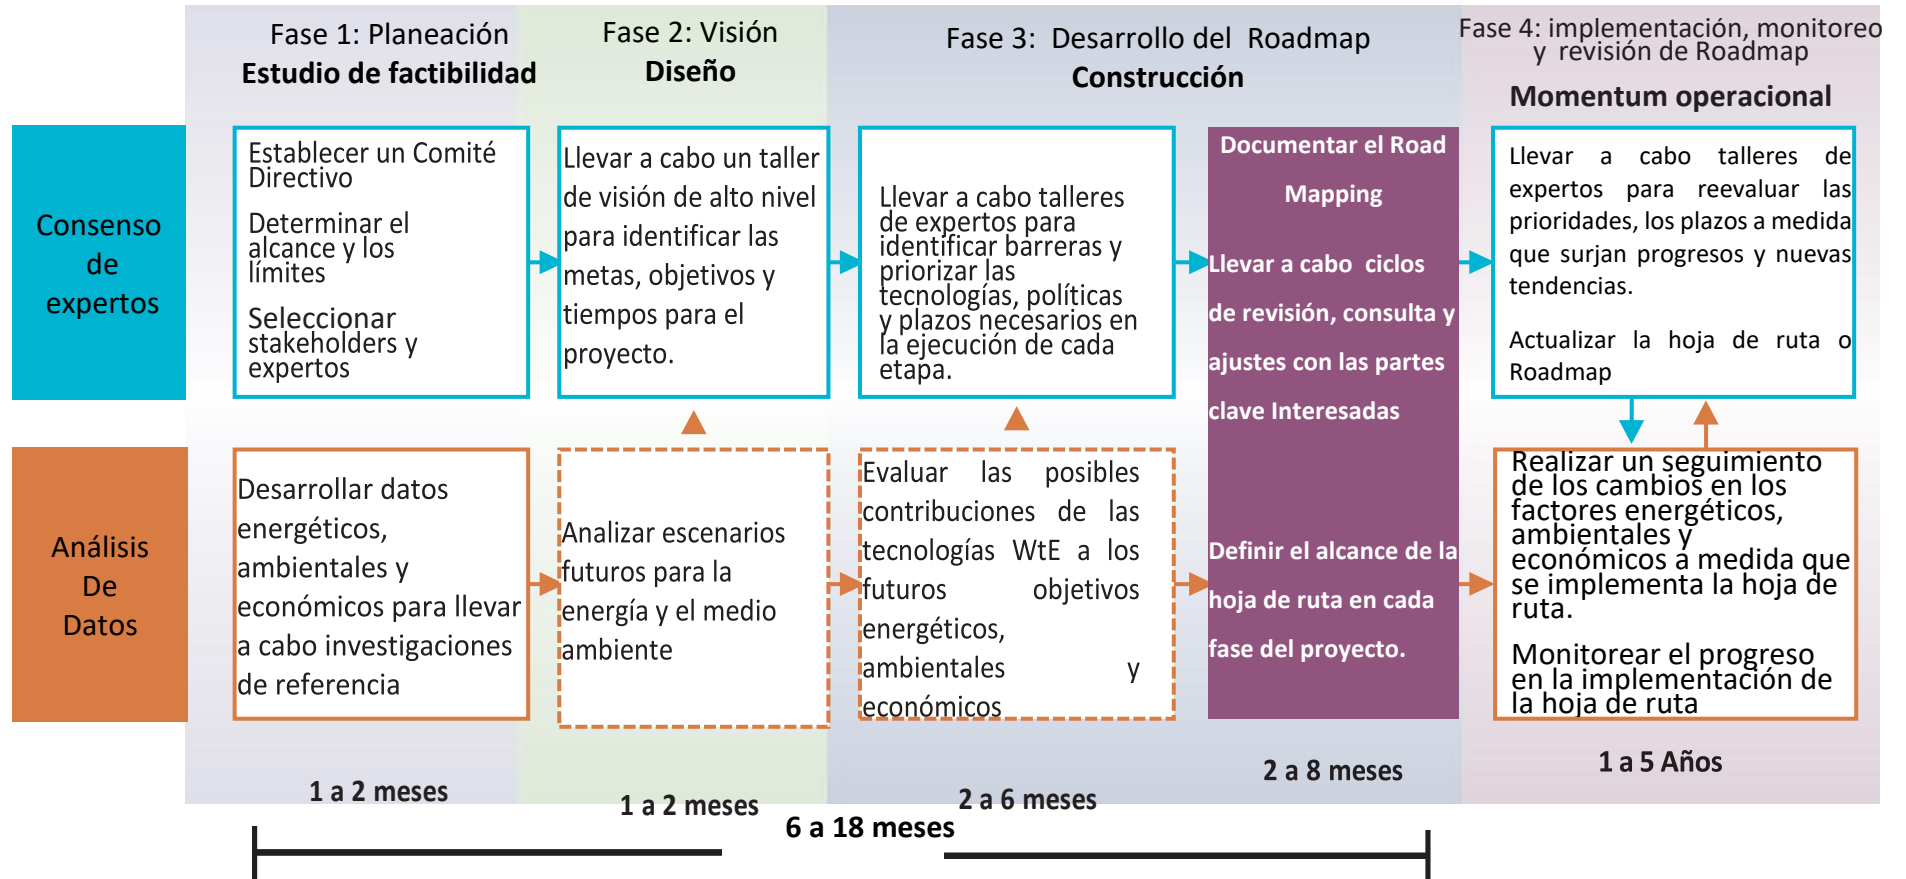 Fase 1: Planeación
Estudio de factibilidad
Fase 2: Visión
Diseño
Fase 3: Desarrollo del Roadmap
Construcción
Fase 4: implementación, monitoreo
y revisión de Roadmap
Momentum operacional
Consenso
de
expertos
Establecer un Comité
Directivo
Determinar el
alcance y los
límites
Seleccionar
stakeholders y
expertos
Llevar a cabo un taller
de visión de alto nivel
para identificar las
metas, objetivos y
tiempos para el
proyecto.
Llevar a cabo talleres
de expertos para
identificar barreras y
priorizar las
tecnologías, políticas
y plazos necesarios en
la ejecución de cada
etapa.
Documentar el Road
Mapping
Llevar a cabo ciclos
de revisión, consulta y
ajustes con las partes
clave Interesadas
Definir el alcance de la
hoja de ruta en cada
fase del proyecto.
Llevar a cabo talleres de
expertos para reevaluar las
prioridades, los plazos a medida
que surjan progresos y nuevas
tendencias.
Actualizar la hoja de ruta o
Roadmap
Análisis
De
Datos
Desarrollar datos
energéticos,
ambientales y
económicos para llevar
a cabo investigaciones
de referencia
Analizar escenarios
futuros para la
energía y el medio
ambiente
Evaluar las posibles
contribuciones de las
tecnologías WtE a los
futuros objetivos
energéticos,
ambientales y
económicos
Realizar un seguimiento
de los cambios en los
factores energéticos,
ambientales y
económicos a medida que
se implementa la hoja de
ruta.
Monitorear el progreso
en la implementación de
la hoja de ruta
1 a 2 meses
1 a 2 meses
2 a 6 meses
2 a 8 meses
1 a 5 Años
6 a 18 meses